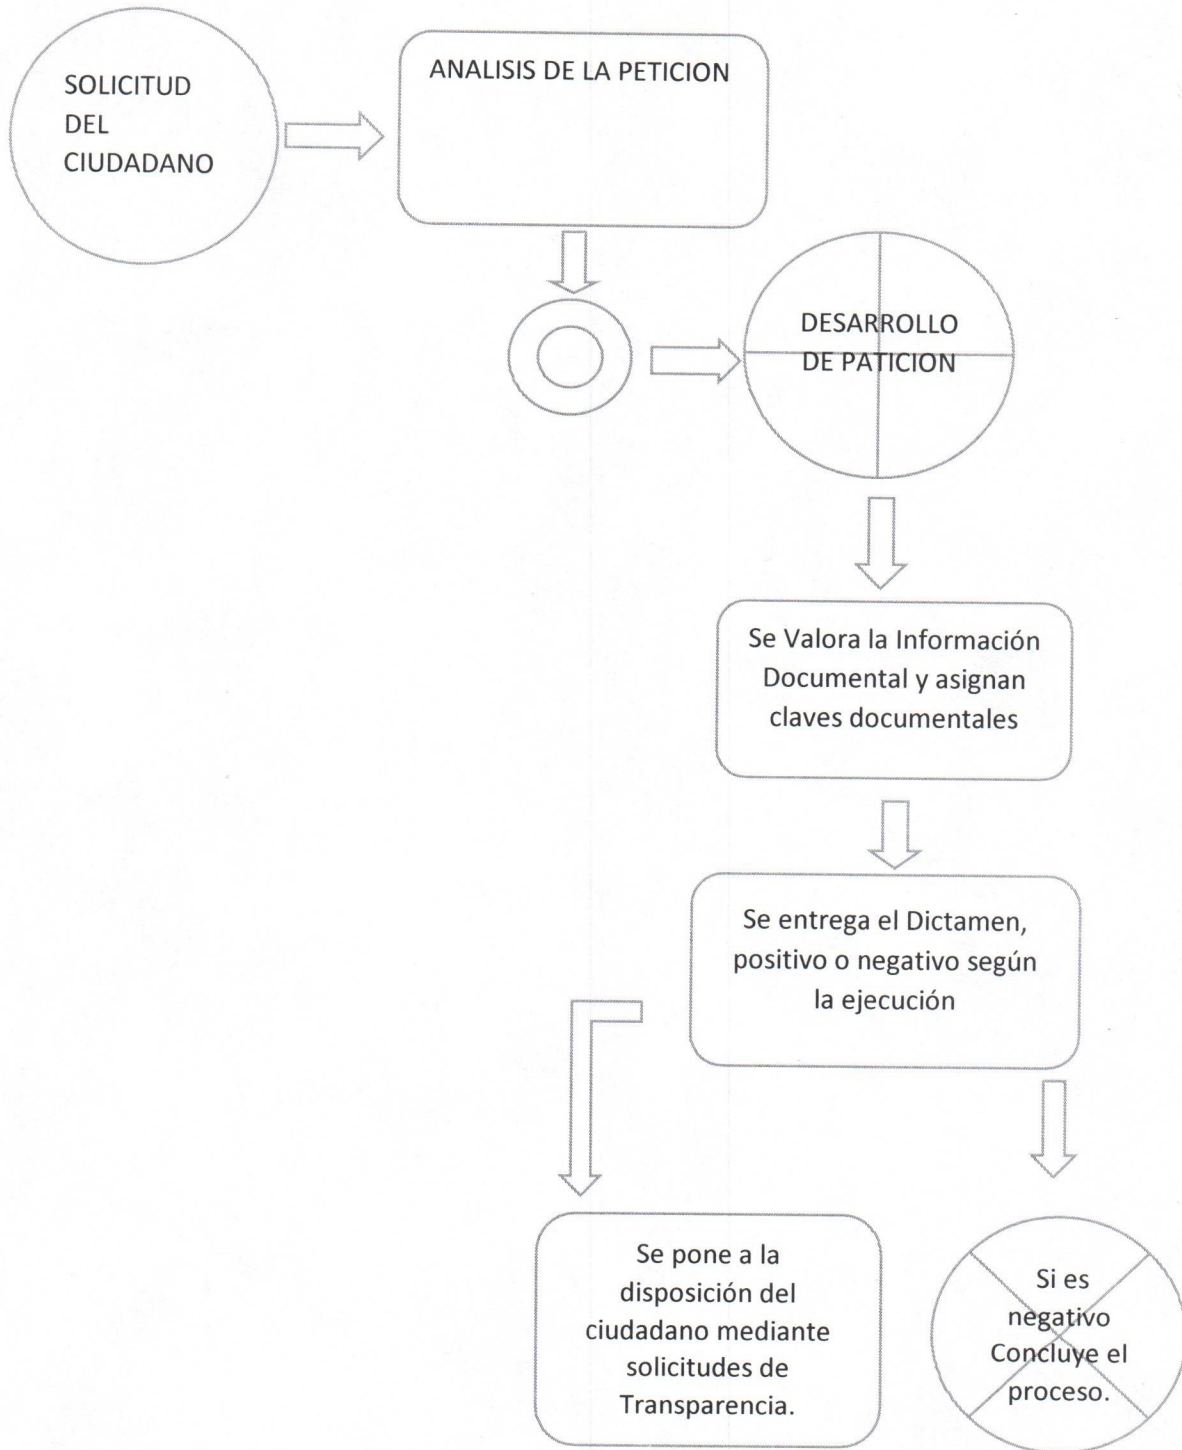 SOLICITUD
DEL
CIUDADANO
ANALISIS DE LA PETICION
DESARROLLO
DE PATICION
Se Valora la Información
Documental y asignan
claves documentales
Se entrega el Dictamen,
positivo o negativo según
la ejecución
Se pone a la
disposición del
ciudadano mediante
solicitudes de
Transparencia.
Si es
negativo
Concluye el
proceso.